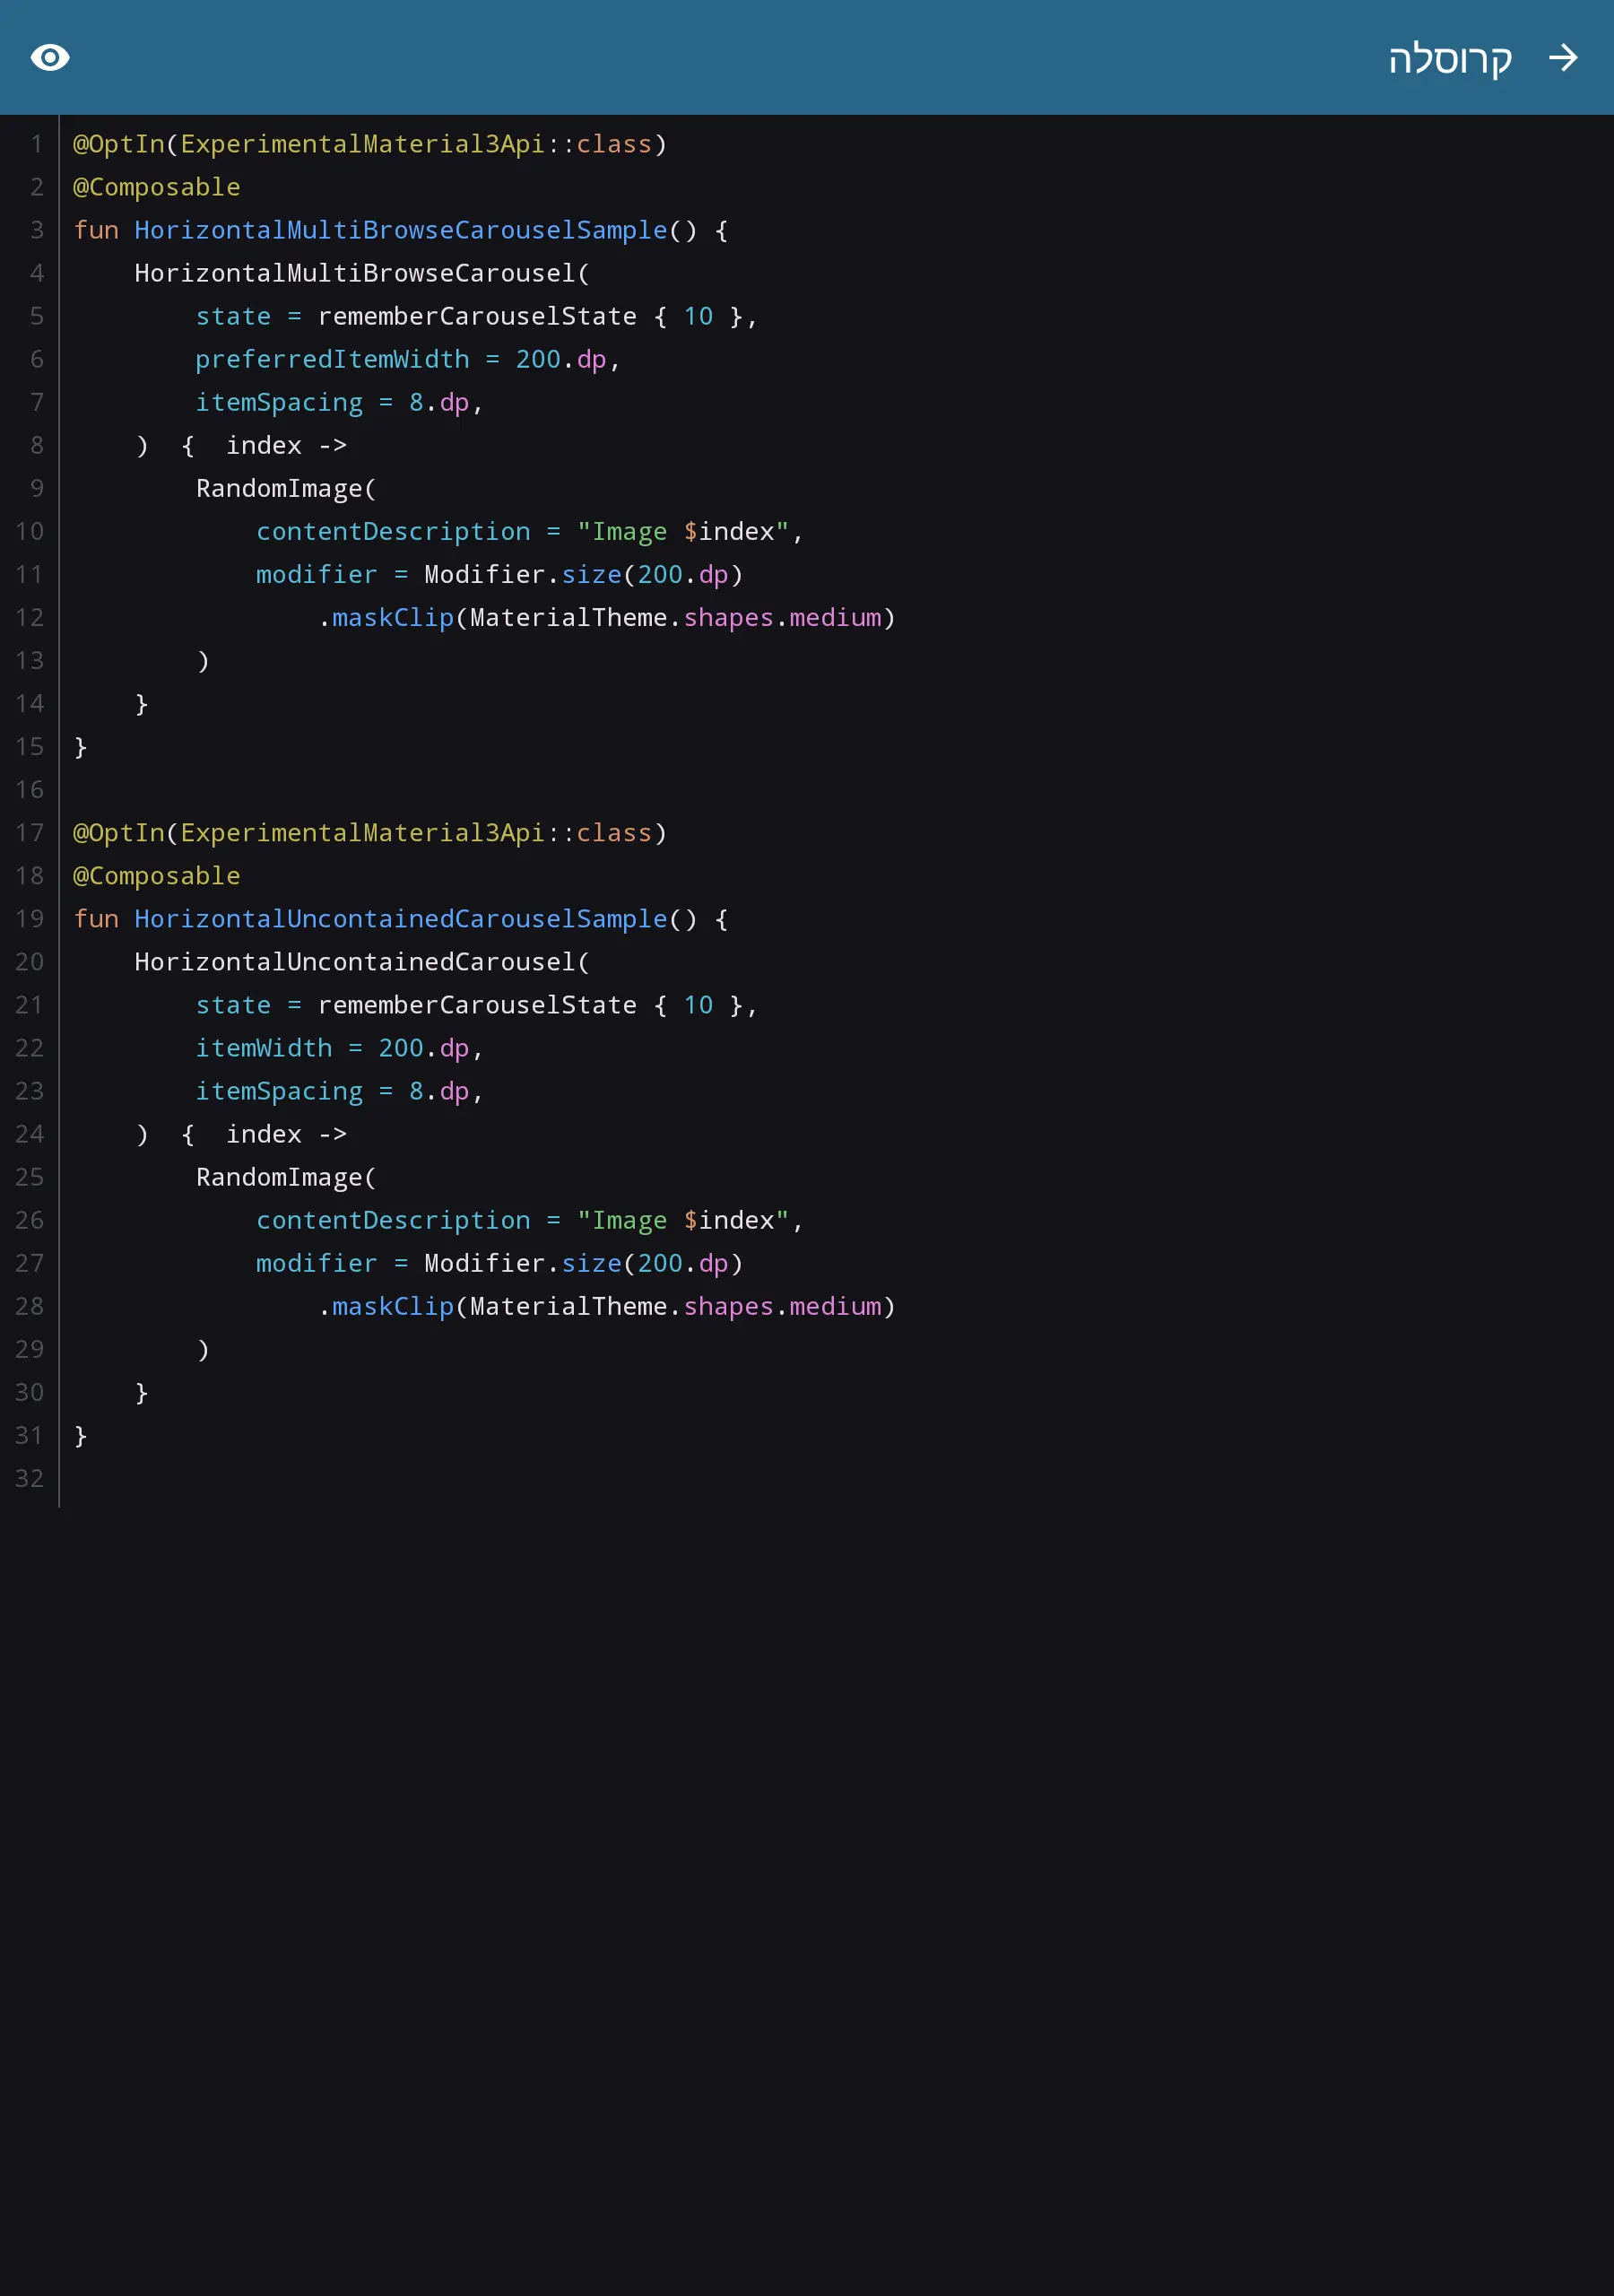 קרוסלה
1 @OptIn(ExperimentalMaterial3Api::class)
2 @Composable
3 fun HorizontalMultiBrowseCarouselSample() {
4     HorizontalMultiBrowseCarousel(
5         state = rememberCarouselState { 10 },
6         preferredItemWidth = 200.dp,
7         itemSpacing = 8.dp,
8     )  {  index ->
9         RandomImage(
10             contentDescription = "Image $index",
11             modifier = Modifier.size(200.dp)
12                 .maskClip(MaterialTheme.shapes.medium)
13         )
14     }
15 }
16
17 @OptIn(ExperimentalMaterial3Api::class)
18 @Composable
19 fun HorizontalUncontainedCarouselSample() {
20     HorizontalUncontainedCarousel(
21         state = rememberCarouselState { 10 },
22         itemWidth = 200.dp,
23         itemSpacing = 8.dp,
24     )  {  index ->
25         RandomImage(
26             contentDescription = "Image $index",
27             modifier = Modifier.size(200.dp)
28                 .maskClip(MaterialTheme.shapes.medium)
29         )
30     }
31 }
32